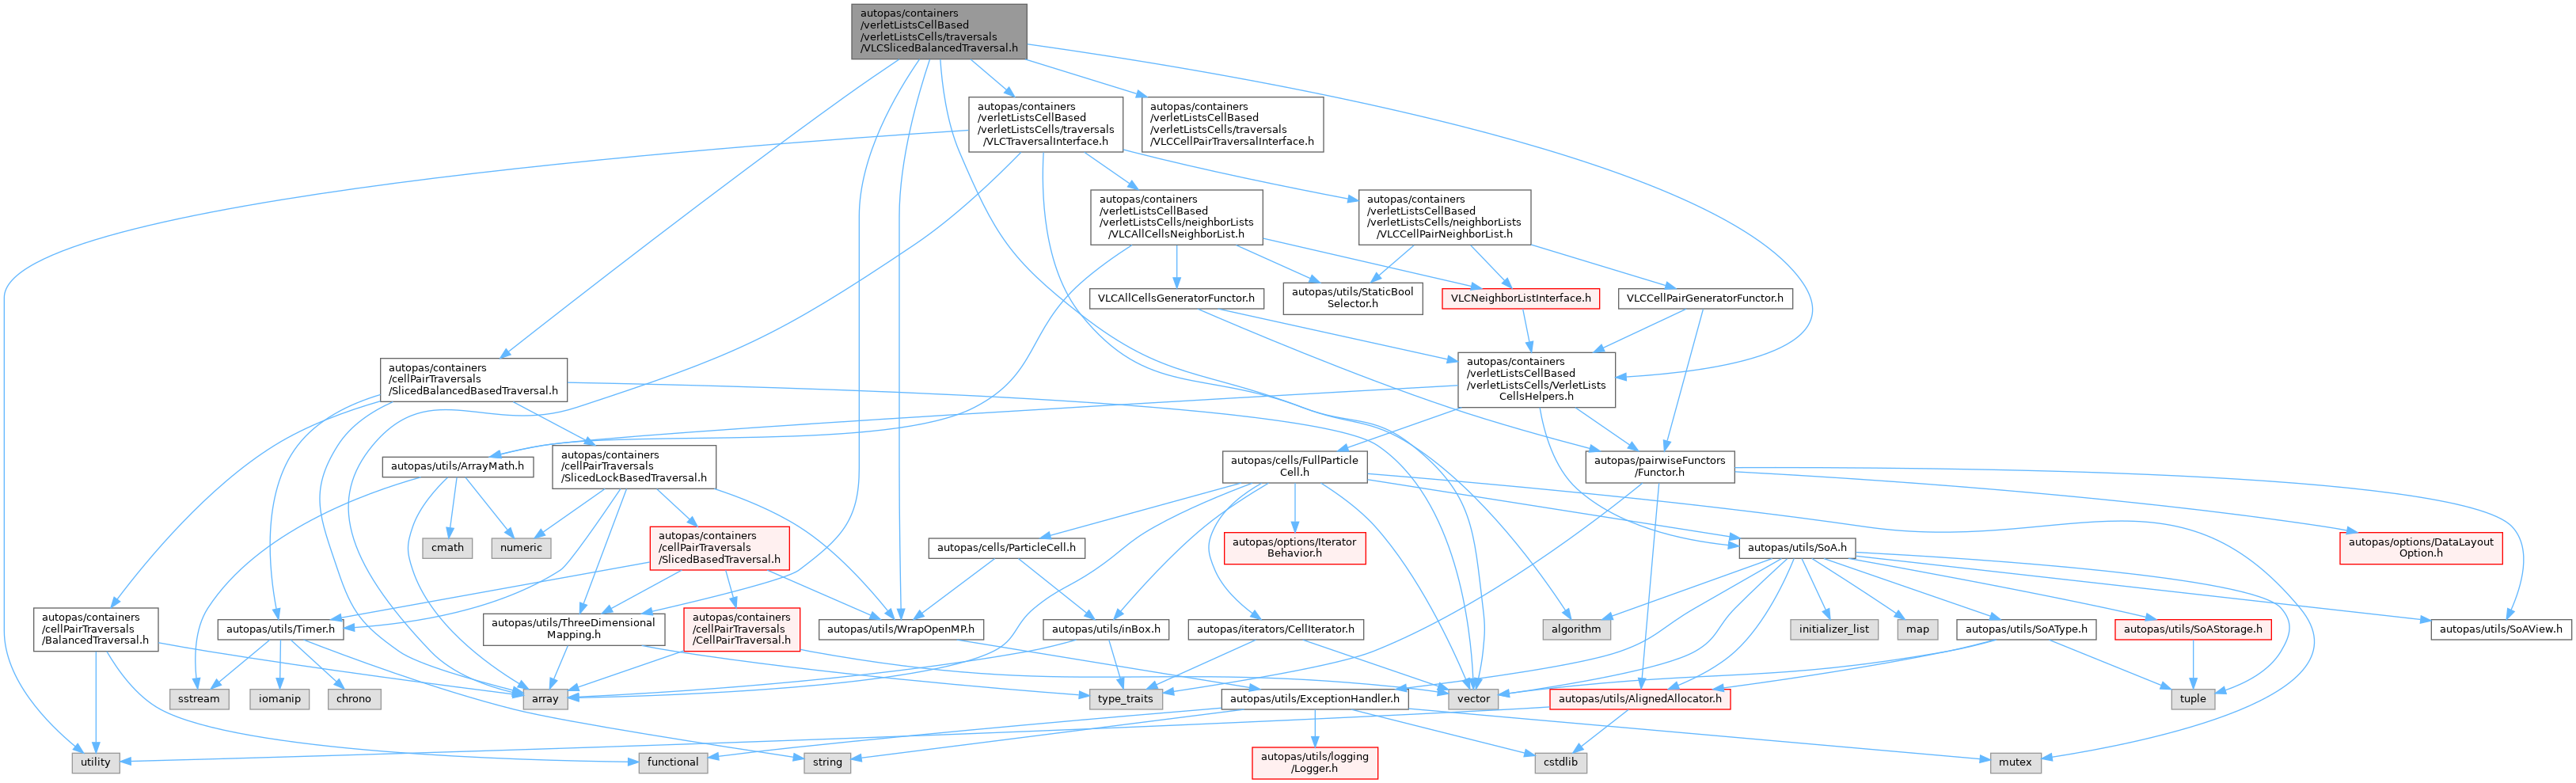 autopas/containers
/verletListsCellBased
/verletListsCells/traversals
/VLCSlicedBalancedTraversal.h
autopas/containers
/verletListsCellBased
/verletListsCells/traversals
/VLCTraversalInterface.h
autopas/containers
/verletListsCellBased
/verletListsCells/traversals
/VLCCellPairTraversalInterface.h
autopas/containers
/verletListsCellBased
/verletListsCells/neighborLists
/VLCAllCellsNeighborList.h
autopas/containers
/verletListsCellBased
/verletListsCells/neighborLists
/VLCCellPairNeighborList.h
VLCAllCellsGeneratorFunctor.h
autopas/utils/StaticBool
Selector.h
VLCNeighborListInterface.h
VLCCellPairGeneratorFunctor.h
autopas/containers
/cellPairTraversals
/SlicedBalancedBasedTraversal.h
autopas/containers
/verletListsCellBased
/verletListsCells/VerletLists
CellsHelpers.h
autopas/utils/ArrayMath.h
autopas/containers
/cellPairTraversals
/SlicedLockBasedTraversal.h
autopas/cells/FullParticle
Cell.h
autopas/pairwiseFunctors
/Functor.h
cmath
numeric
autopas/containers
/cellPairTraversals
/SlicedBasedTraversal.h
autopas/cells/ParticleCell.h
autopas/options/Iterator
Behavior.h
autopas/utils/SoA.h
autopas/options/DataLayout
Option.h
autopas/containers
/cellPairTraversals
/BalancedTraversal.h
autopas/utils/Timer.h
autopas/utils/ThreeDimensional
Mapping.h
autopas/containers
/cellPairTraversals
/CellPairTraversal.h
autopas/utils/WrapOpenMP.h
autopas/utils/inBox.h
autopas/iterators/CellIterator.h
algorithm
initializer_list
map
autopas/utils/SoAType.h
autopas/utils/SoAStorage.h
autopas/utils/SoAView.h
sstream
iomanip
chrono
array
type_traits
autopas/utils/ExceptionHandler.h
vector
autopas/utils/AlignedAllocator.h
tuple
utility
functional
string
autopas/utils/logging
/Logger.h
cstdlib
mutex